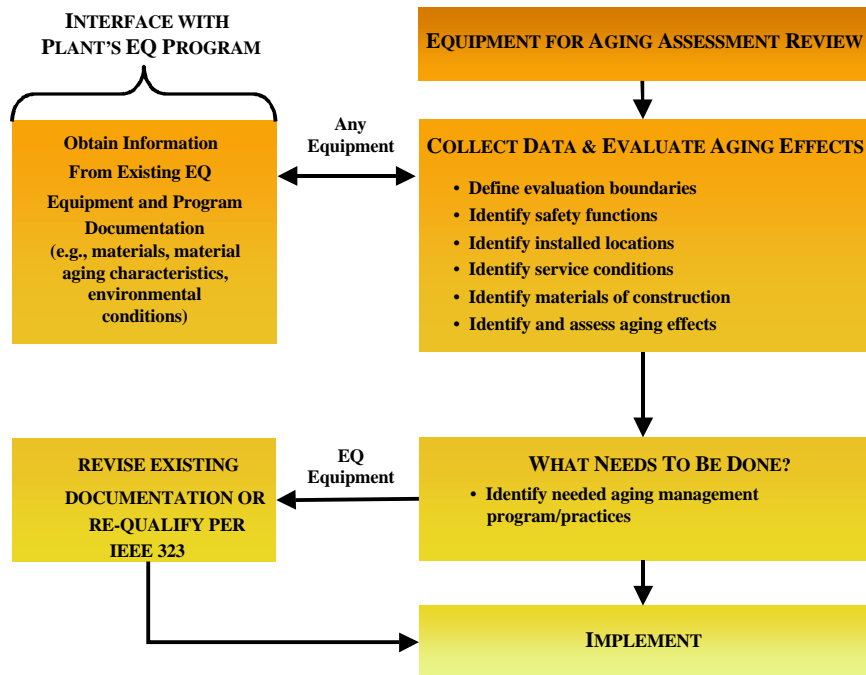 INTERFACE WITH
PLANT'S EQ PROGRAM
EQUIPMENT FOR AGING ASSESSMENT REVIEW
Obtain Information
From Existing EQ
Equipment and Program
Documentation
(e.g., materials, material
aging characteristics,
environmental
conditions)
Any
Equipment
COLLECT DATA & EVALUATE AGING EFFECTS
• Define evaluation boundaries
• Identify safety functions
• Identify installed locations
• Identify service conditions
• Identify materials of construction
• Identify and assess aging effects
REVISE EXISTING
DOCUMENTATION OR
RE-QUALIFY PER
IEEE 323
EQ
Equipment
WHAT NEEDS TO BE DONE?
• Identify needed aging management
program/practices
IMPLEMENT